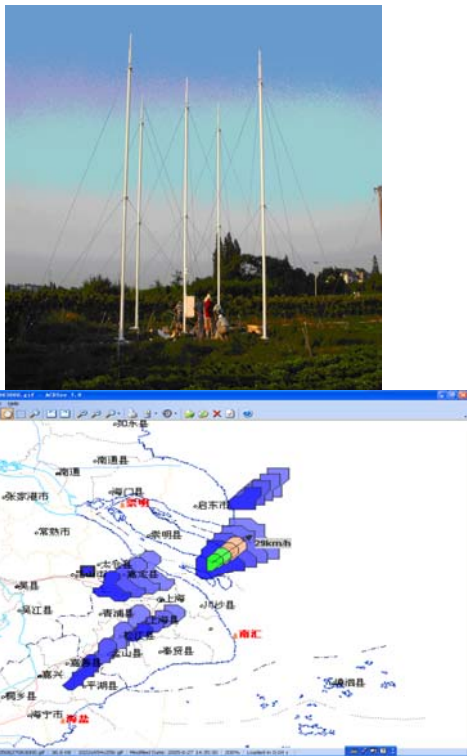 ACDSee 3.0
Help
如东县
南通县
南通
海门县
崇明
启东市
张家港市
常熟市
崇明县
29km/h
太仓县
嘉定县
吴县
上海
川沙县
吴江县
青浦县
上海县
松江县
南汇
金山县
奉贤县
嘉善县
嘉兴
平湖县
嵊泗县
桐乡县
海宁市
海盐